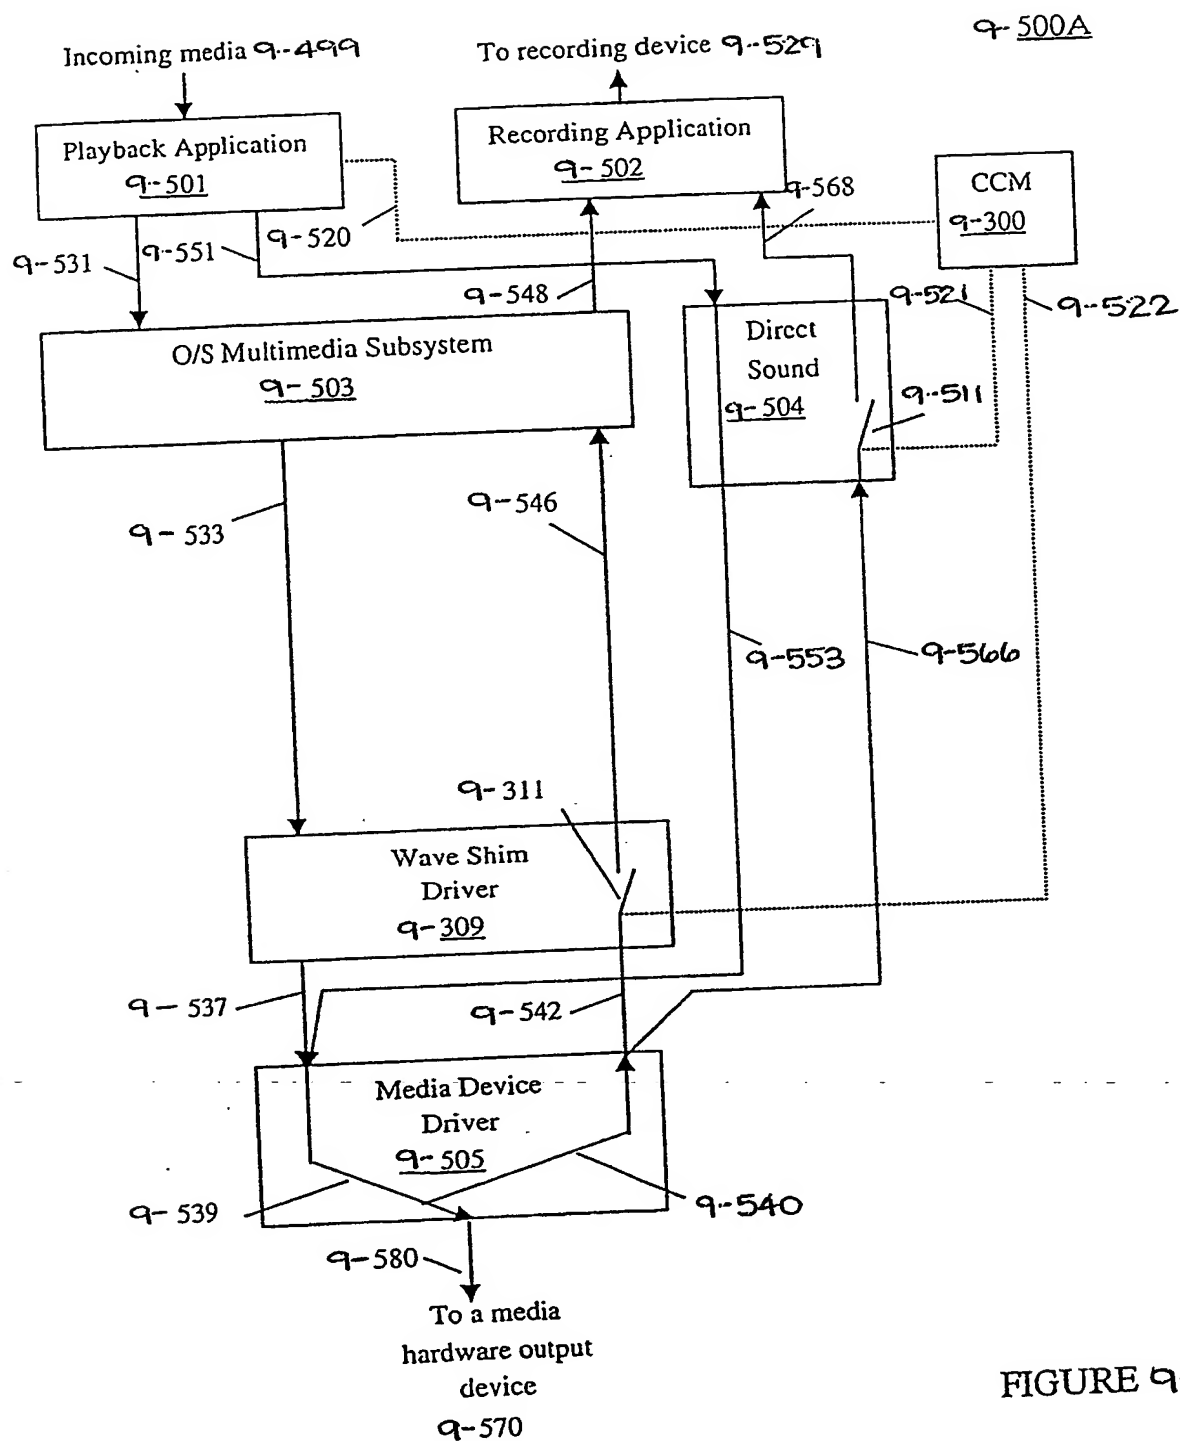 9-500A
Incoming media 9-499
To recording device 9-529
Playback Application
9-501
Recording Application
9-502
CCM
9-300
9-568
9-520
9-551
9-531
9-548
9-521
9-522
O/S Multimedia Subsystem
9-503
Direct
Sound
9-504
9-511
9-533
9-546
9-553
9-566
9-311
Wave Shim
Driver
9-309
9-537
9-542
Media Device
Driver
9-505
9-539
9-540
9-580
To a media
hardware output
device
9-570
FIGURE 9